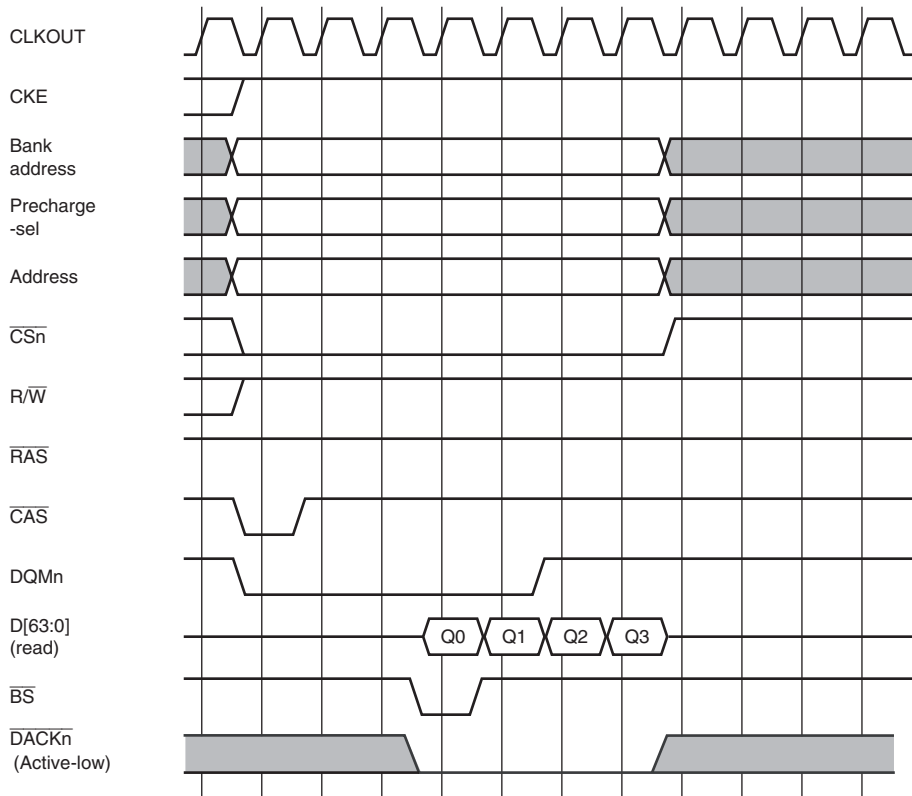 CLKOUT
CKE
Bank
address
Precharge
-sel
Address
CSn
R/W
RAS
CAS
DQMn
D[63:0]
(read)
Q0 Q1 Q2 Q3
BS
DACKn
(Active-low)